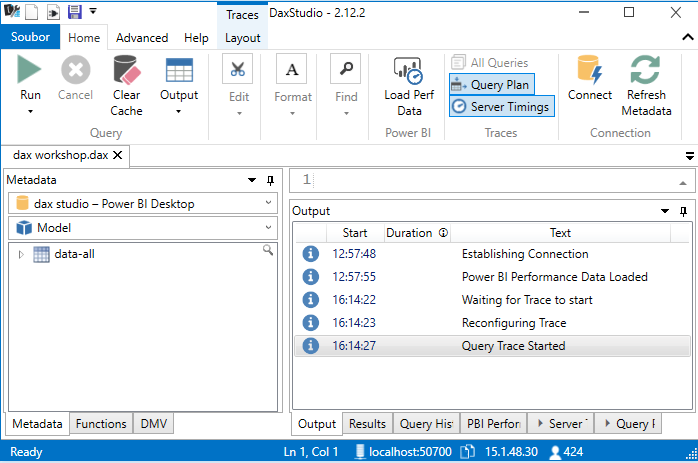 Traces
DaxStudio - 2.12.2
Soubor
Home
Advanced
Help
Layout
Run
Cancel
Clear
Cache
Output
Query
Edit
Format
Find
Load Perf
Data
Power BI
All Queries
Query Plan
Server Timings
Traces
Connect
Refresh
Metadata
Connection
dax workshop.dax
Metadata
dax studio – Power BI Desktop
Model
data-all
Metadata
Functions
DMV
1
Output
Start
Duration
Text
12:57:48
Establishing Connection
12:57:55
Power BI Performance Data Loaded
16:14:22
Waiting for Trace to start
16:14:23
Reconfiguring Trace
16:14:27
Query Trace Started
Output
Results
Query His
PBI Perfor
Server
Query
Ready
Ln 1, Col 1
localhost:50700
15.1.48.30
424